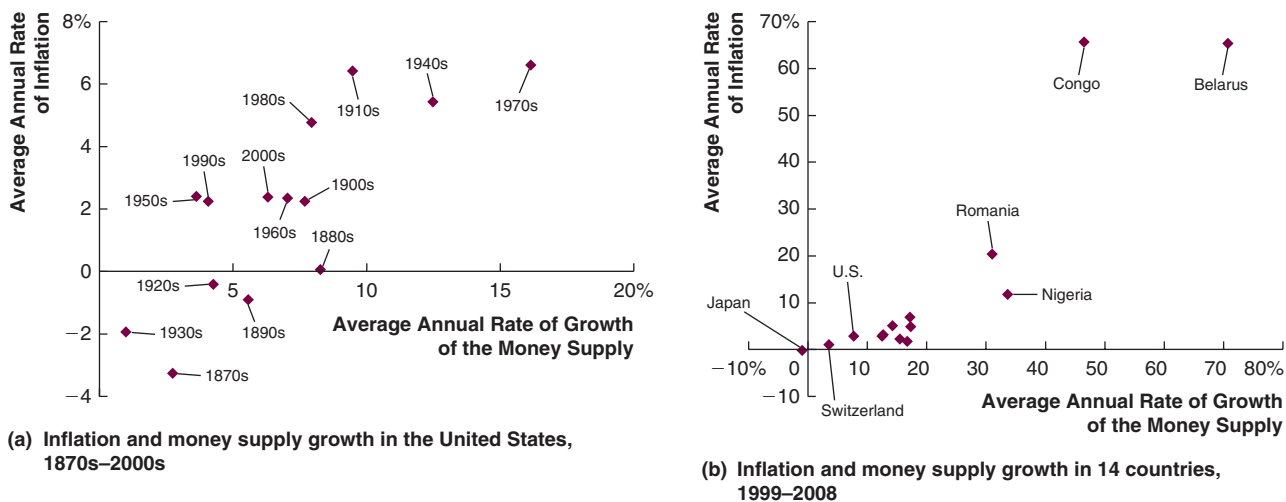 Average Annual Rate
of Inflation
8%
6
4
2
0
−2
−4
5
10
15
20%
1940s
1980s
1910s
1970s
1990s
2000s
1950s
1900s
1960s
1880s
1920s
1890s
1930s
1870s
Average Annual Rate of Growth
of the Money Supply
(a) Inflation and money supply growth in the United States,
1870s–2000s
Average Annual Rate
of Inflation
70%
60
50
40
30
20
10
−10
−10%
0
10
20
30
40
50
60
70
80%
Congo
Belarus
Romania
U.S.
Nigeria
Japan
Switzerland
Average Annual Rate of Growth
of the Money Supply
(b) Inflation and money supply growth in 14 countries,
1999–2008